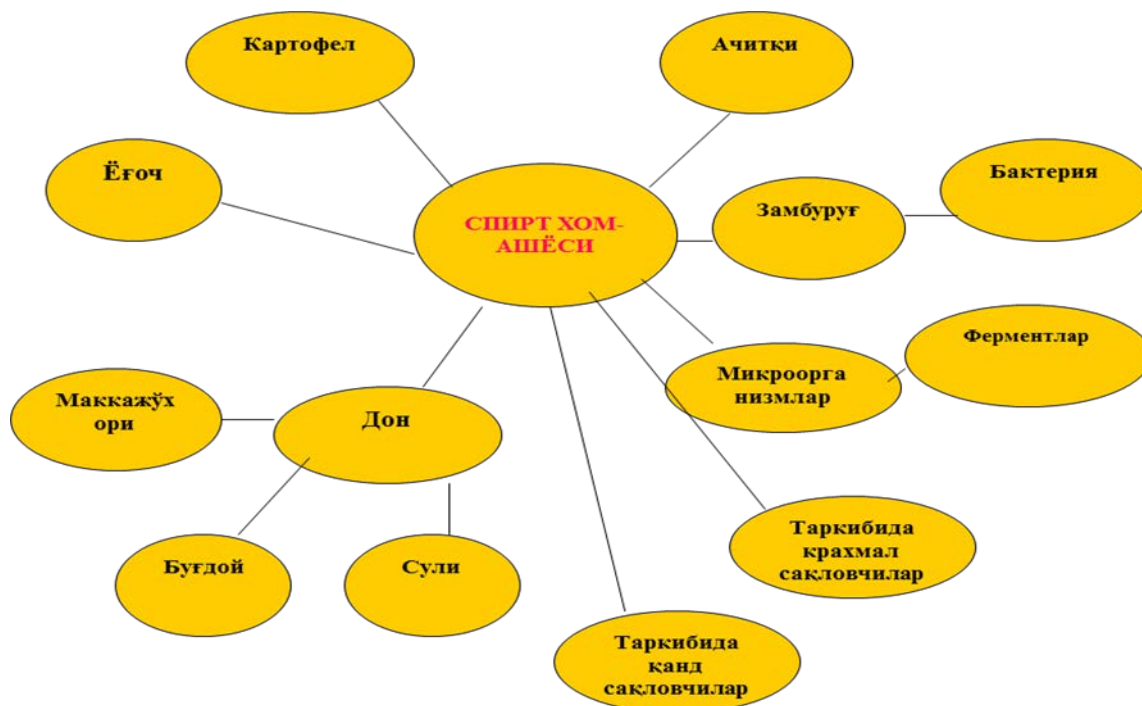 Картофел
Ачитқи
Ёғоч
Бактерия
Замбуруғ
СПИРТ ХОМ-
АШЁСИ
Ферментлар
Микроорга
низмлар
Маккажўх
ори
Дон
Таркибида
крахмал
сақловчилар
Буғдой
Сули
Таркибида
қанд
сақловчилар